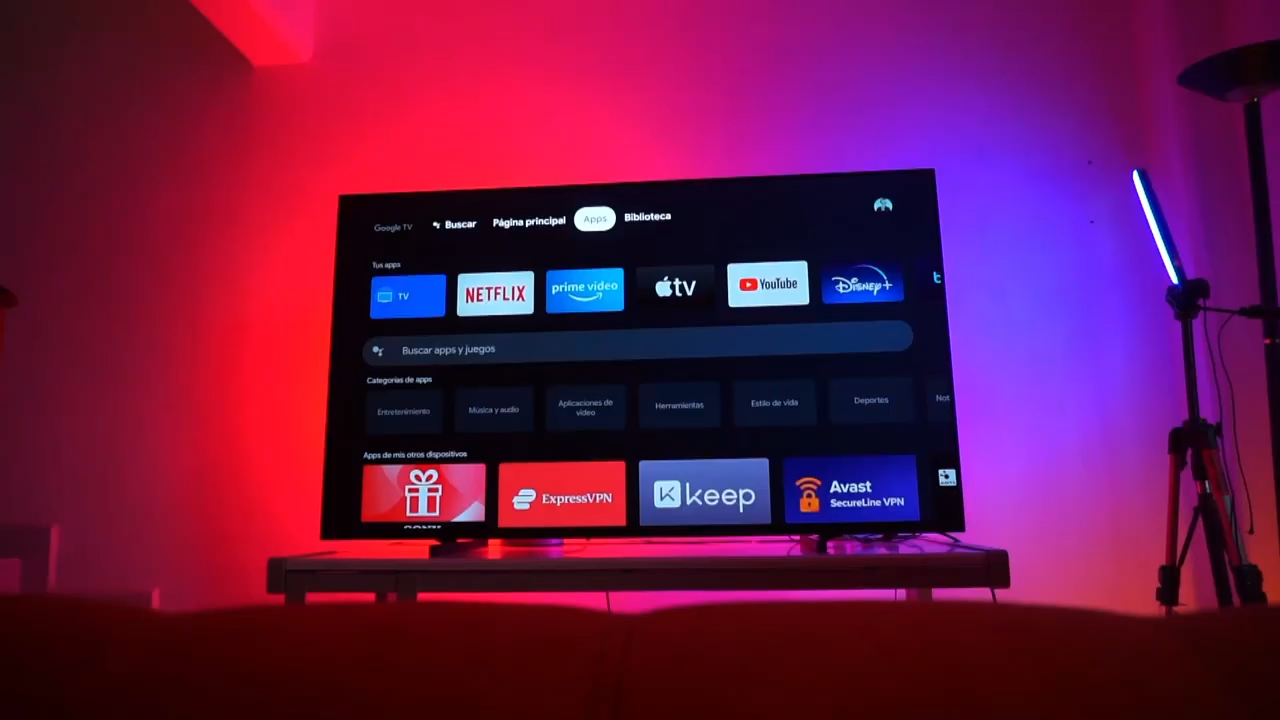 Google TV Buscar Página principal Apps Biblioteca
Tus apps
TV NETFLIX prime video tv YouTube Disney+
Buscar apps y juegos
Categorías de apps
Entretenimiento Música y audio Aplicaciones de Herramientas Estilo de vida Deportes Not
vídeo
Apps de mis otros dispositivos
ExpressVPN keep Avast
SecureLine VPN